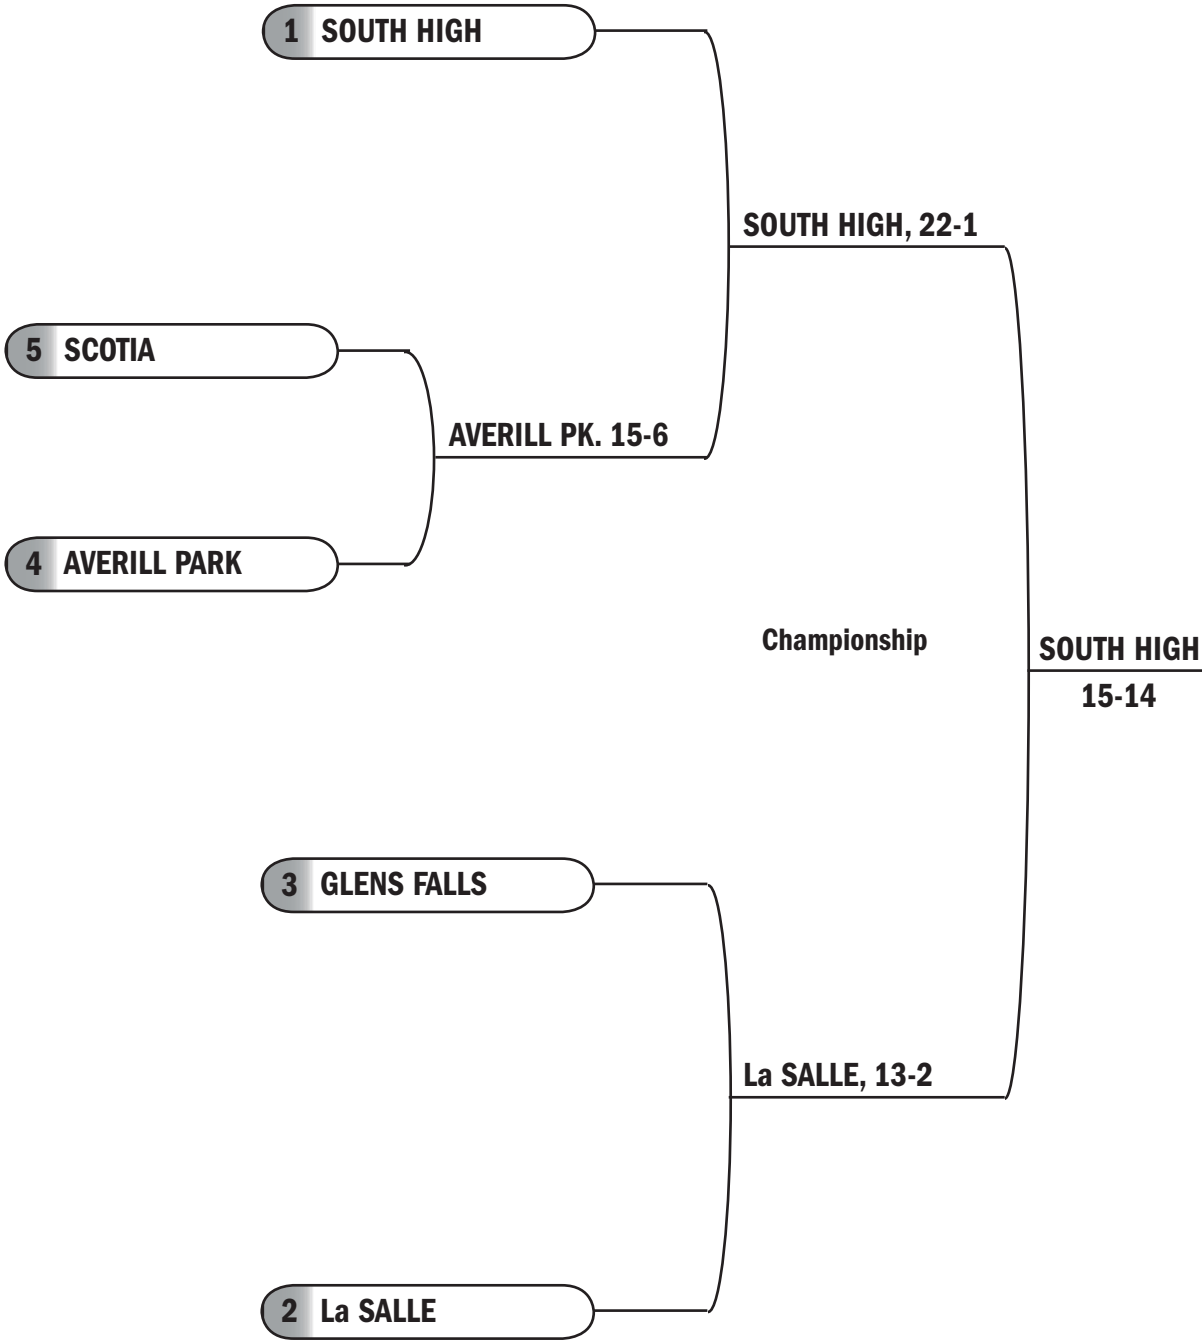 1 SOUTH HIGH
SOUTH HIGH, 22-1
5 SCOTIA
AVERILL PK. 15-6
4 AVERILL PARK
Championship
SOUTH HIGH
15-14
3 GLENS FALLS
La SALLE, 13-2
2 La SALLE